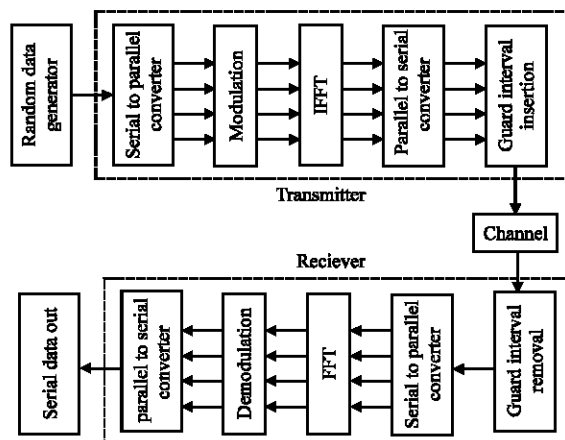 Random data
generator
Serial to parallel
converter
Modulation
IFFT
Parallel to serial
converter
Guard interval
insertion
Transmitter
Channel
Reciever
Serial data out
parallel to serial
converter
Demodulation
FFT
Serial to parallel
converter
Guard interval
removal